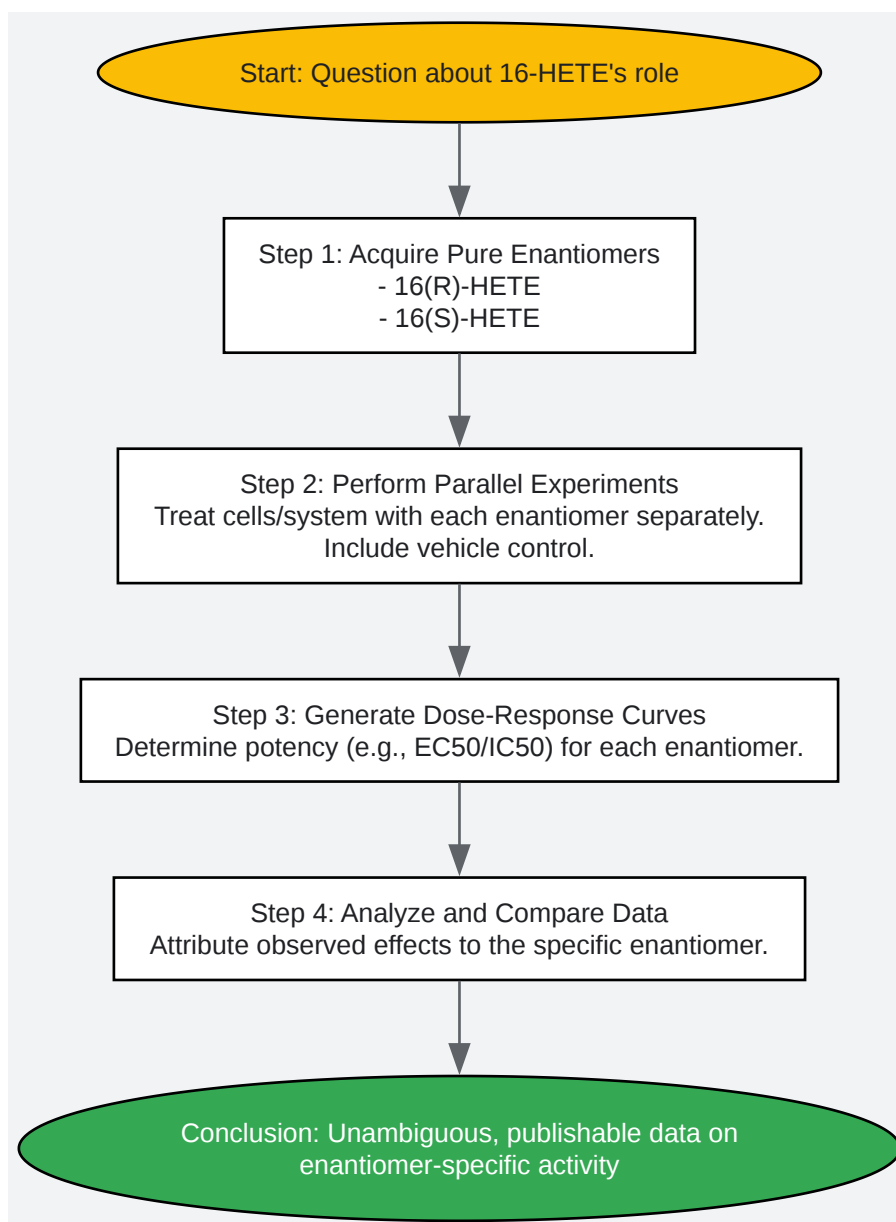 Start: Question about 16-HETE's role
Step 1: Acquire Pure Enantiomers
- 16(R)-HETE
- 16(S)-HETE
Step 2: Perform Parallel Experiments
Treat cells/system with each enantiomer separately.
Include vehicle control.
Step 3: Generate Dose-Response Curves
Determine potency (e.g., EC50/IC50) for each enantiomer.
Step 4: Analyze and Compare Data
Attribute observed effects to the specific enantiomer.
Conclusion: Unambiguous, publishable data on
enantiomer-specific activity